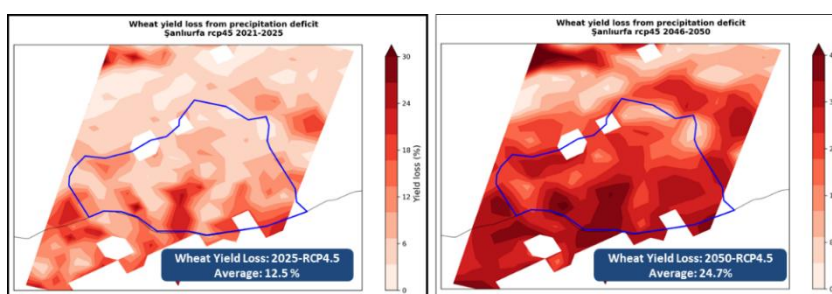 Wheat yield loss from precipitation deficit
Şanlıurfa rcp45 2021-2025
30
24
18
12
6
0
Yield loss (%)
Wheat Yield Loss: 2025-RCP4.5
Average: 12.5 %
Wheat yield loss from precipitation deficit
Şanlıurfa rcp45 2046-2050
Wheat Yield Loss: 2050-RCP4.5
Average: 24.7%